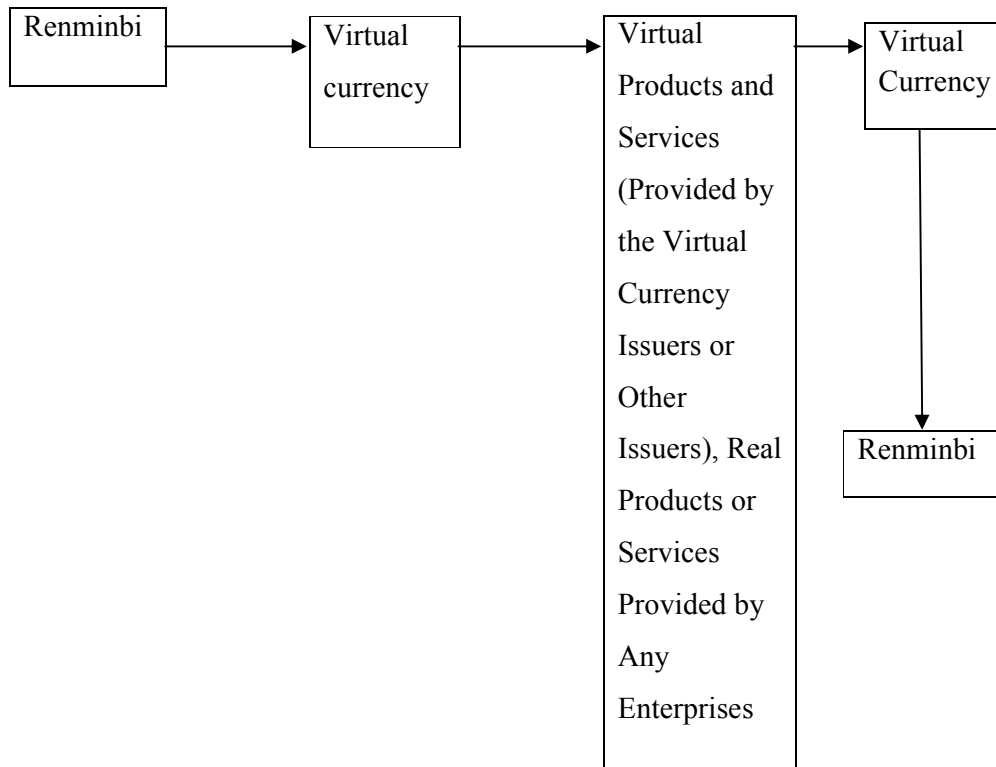 Renminbi
Virtual
currency
Virtual
Products and
Services
(Provided by
the Virtual
Currency
Issuers or
Other
Issuers), Real
Products or
Services
Provided by
Any
Enterprises
Virtual
Currency
Renminbi